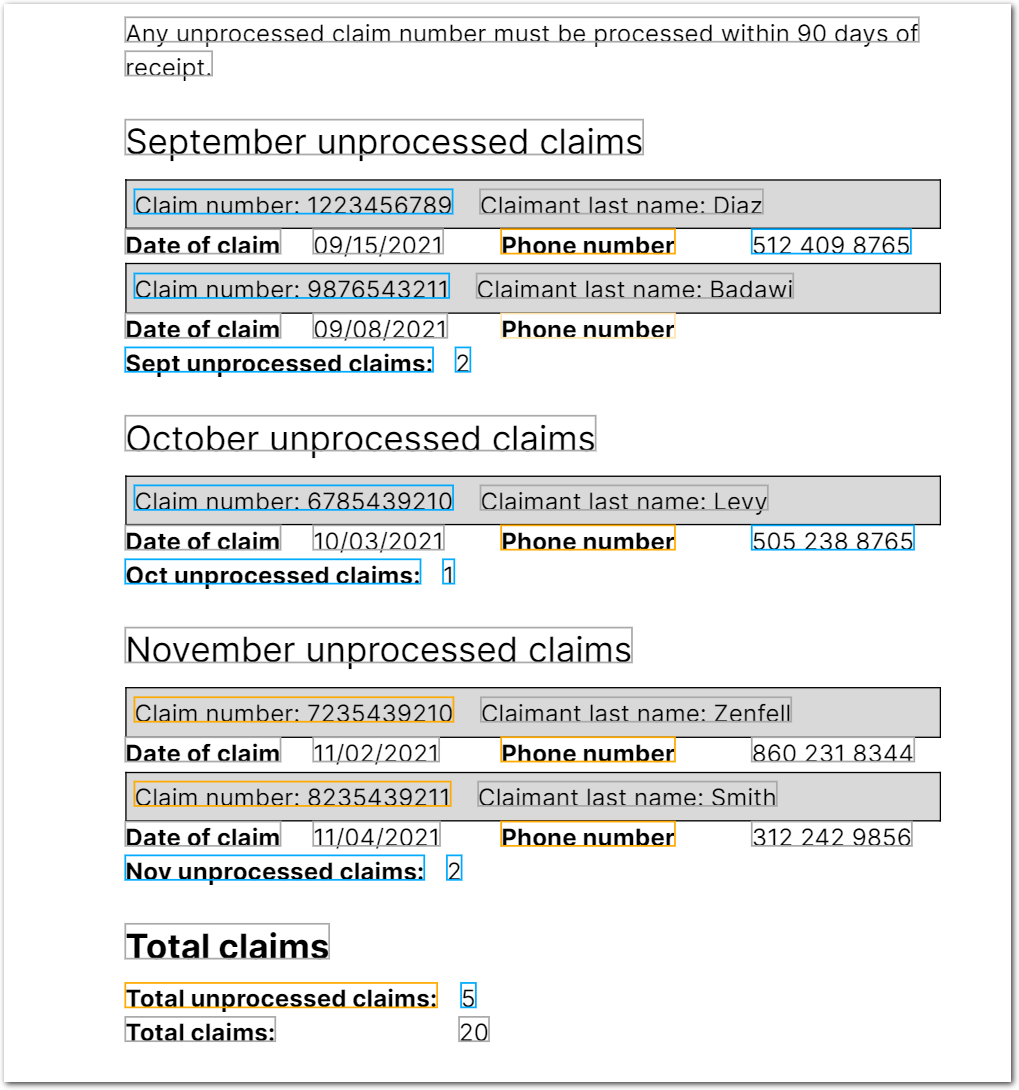 Any unprocessed claim number must be processed within 90 days of
receipt.
September unprocessed claims
Claim number: 1223456789 Claimant last name: Diaz
Date of claim 09/15/2021 Phone number 512 409 8765
Claim number: 9876543211 Claimant last name: Badawi
Date of claim 09/08/2021 Phone number
Sept unprocessed claims: 2
October unprocessed claims
Claim number: 6785439210 Claimant last name: Levy
Date of claim 10/03/2021 Phone number 505 238 8765
Oct unprocessed claims: 1
November unprocessed claims
Claim number: 7235439210 Claimant last name: Zenfell
Date of claim 11/02/2021 Phone number 860 231 8344
Claim number: 8235439211 Claimant last name: Smith
Date of claim 11/04/2021 Phone number 312 242 9856
Nov unprocessed claims: 2
Total claims
Total unprocessed claims: 5
Total claims: 20